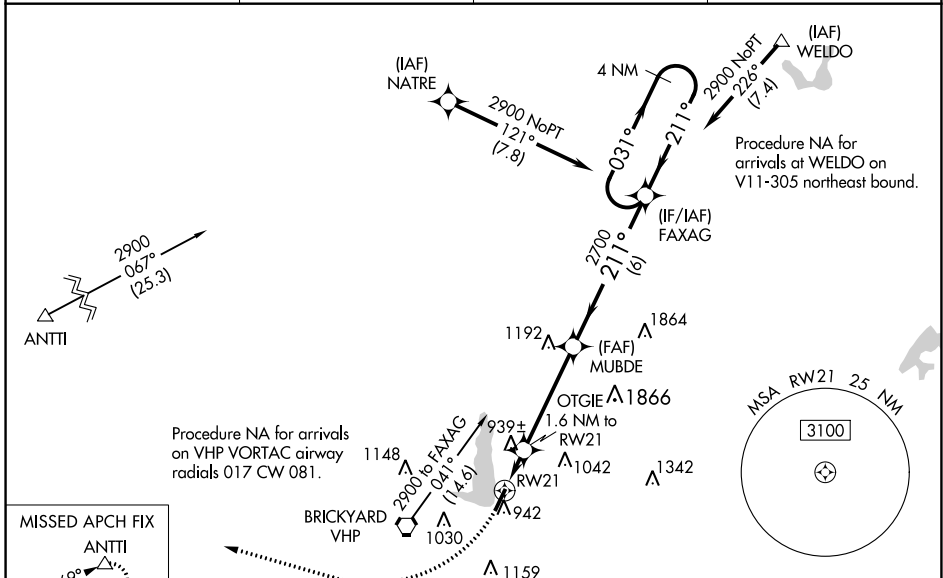 (IAF)
WELDO
2900 NoPT
226°
(7.4)
(IAF)
NATRE
2900 NoPT
121°
(7.8)
4 NM
031°
211°
Procedure NA for
arrivals at WELDO on
V11-305 northeast bound.
(IF/IAF)
FAXAG
2700
211°
(6)
2900
067°
(25.3)
ANTTI
1192
1864
(FAF)
MUBDE
OTGIE
1866
1.6 NM to
RW21
939±
1042
1342
MSA RW21 25 NM
3100
Procedure NA for arrivals
on VHP VORTAC airway
radials 017 CW 081.
1148
2900 to FAXAG
041°
(14.6)
RW21
942
BRICKYARD
VHP
1030
1159
MISSED APCH FIX
ANTTI